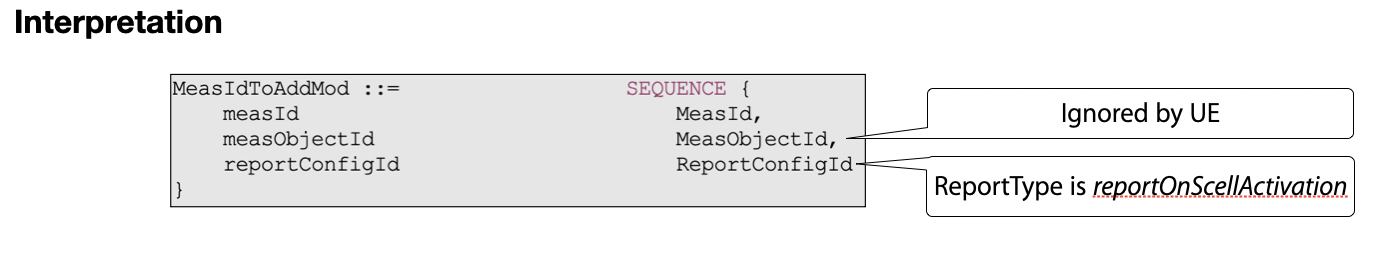 Interpretation
MeasIdToAddMod ::= SEQUENCE {
measId MeasId,
measObjectId MeasObjectId,
reportConfigId ReportConfigId
}
Ignored by UE
ReportType is reportOnScellActivation